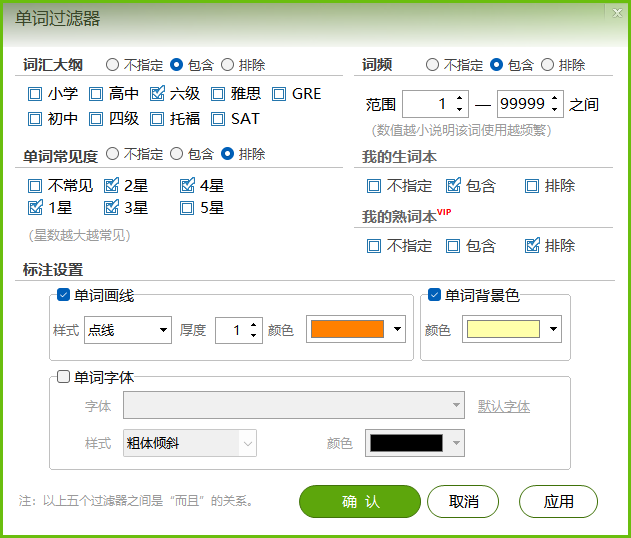 单词过滤器
词汇大纲 不指定 包含 排除
小学 高中 六级 雅思 GRE
初中 四级 托福 SAT
单词常见度 不指定 包含 排除
不常见 2星 4星
1星 3星 5星
(星数越大越常见)
词频 不指定 包含 排除
范围 1 — 99999 之间
(数值越小说明该词使用越频繁)
我的生词本
不指定 包含 排除
我的熟词本VIP
不指定 包含 排除
标注设置
单词画线
样式 点线 厚度 1 颜色
单词背景色
颜色
单词字体
字体 默认字体
样式 粗体倾斜 颜色
注：以上五个过滤器之间是“而且”的关系。
确 认 取消 应用